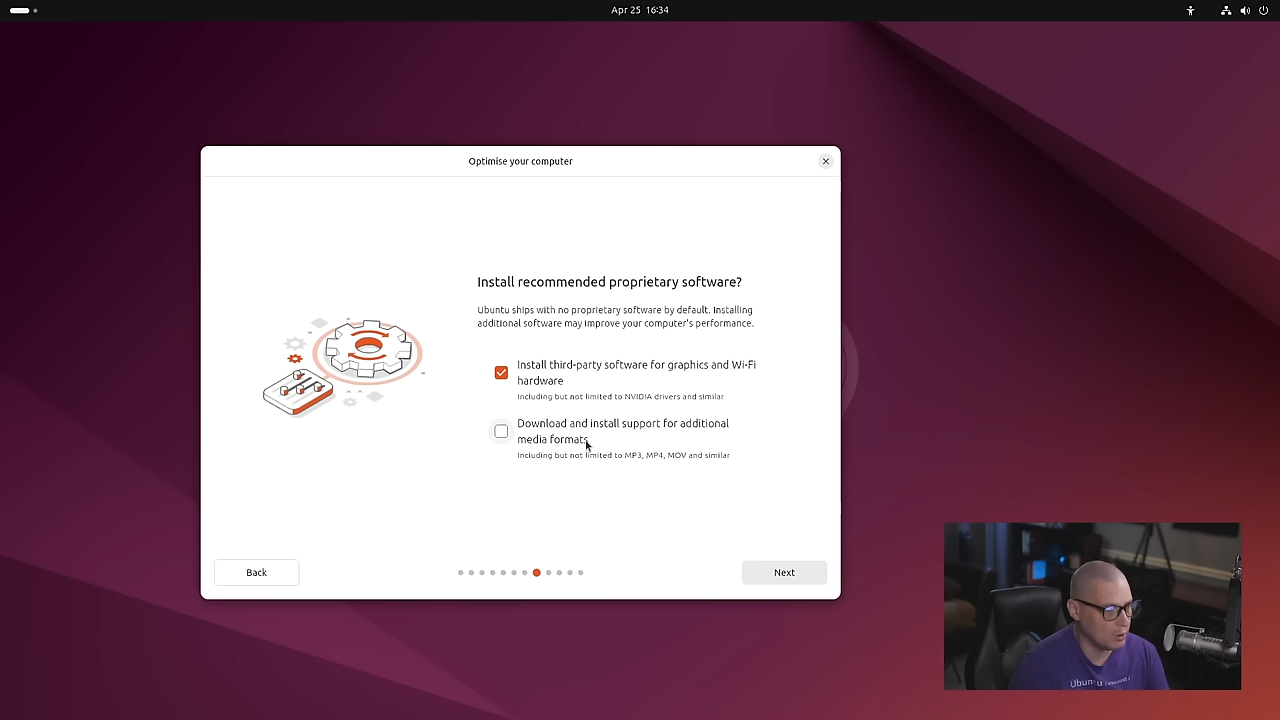 Apr 25 16:34
Optimise your computer
Install recommended proprietary software?
Ubuntu ships with no proprietary software by default. Installing
additional software may improve your computer's performance.
Install third-party software for graphics and Wi-Fi
hardware
Including but not limited to NVIDIA drivers and similar
Download and install support for additional
media formats
Including but not limited to MP3, MP4, MOV and similar
Back
Next